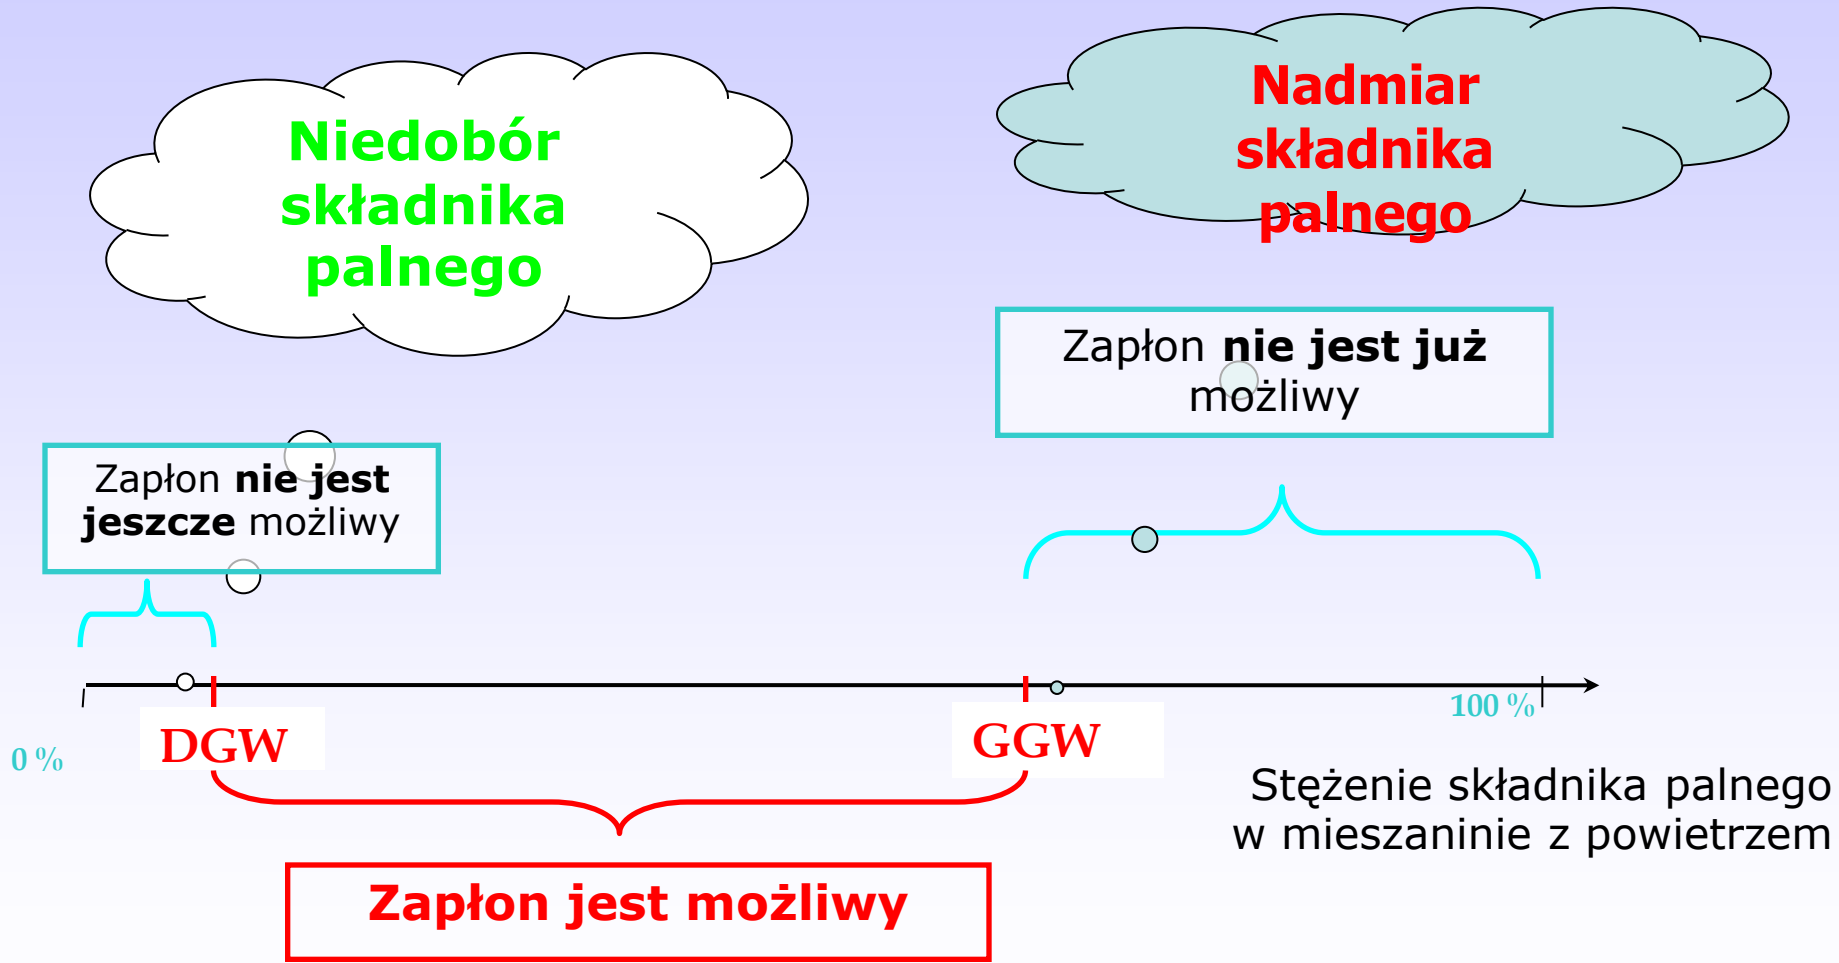 Niedobór
składnika
palnego
Nadmiar
składnika
palnego
Zapłon nie jest już
możliwy
Zapłon nie jest
jeszcze możliwy
0 %
DGW
GGW
100 %
Stężenie składnika palnego
w mieszaninie z powietrzem
Zapłon jest możliwy